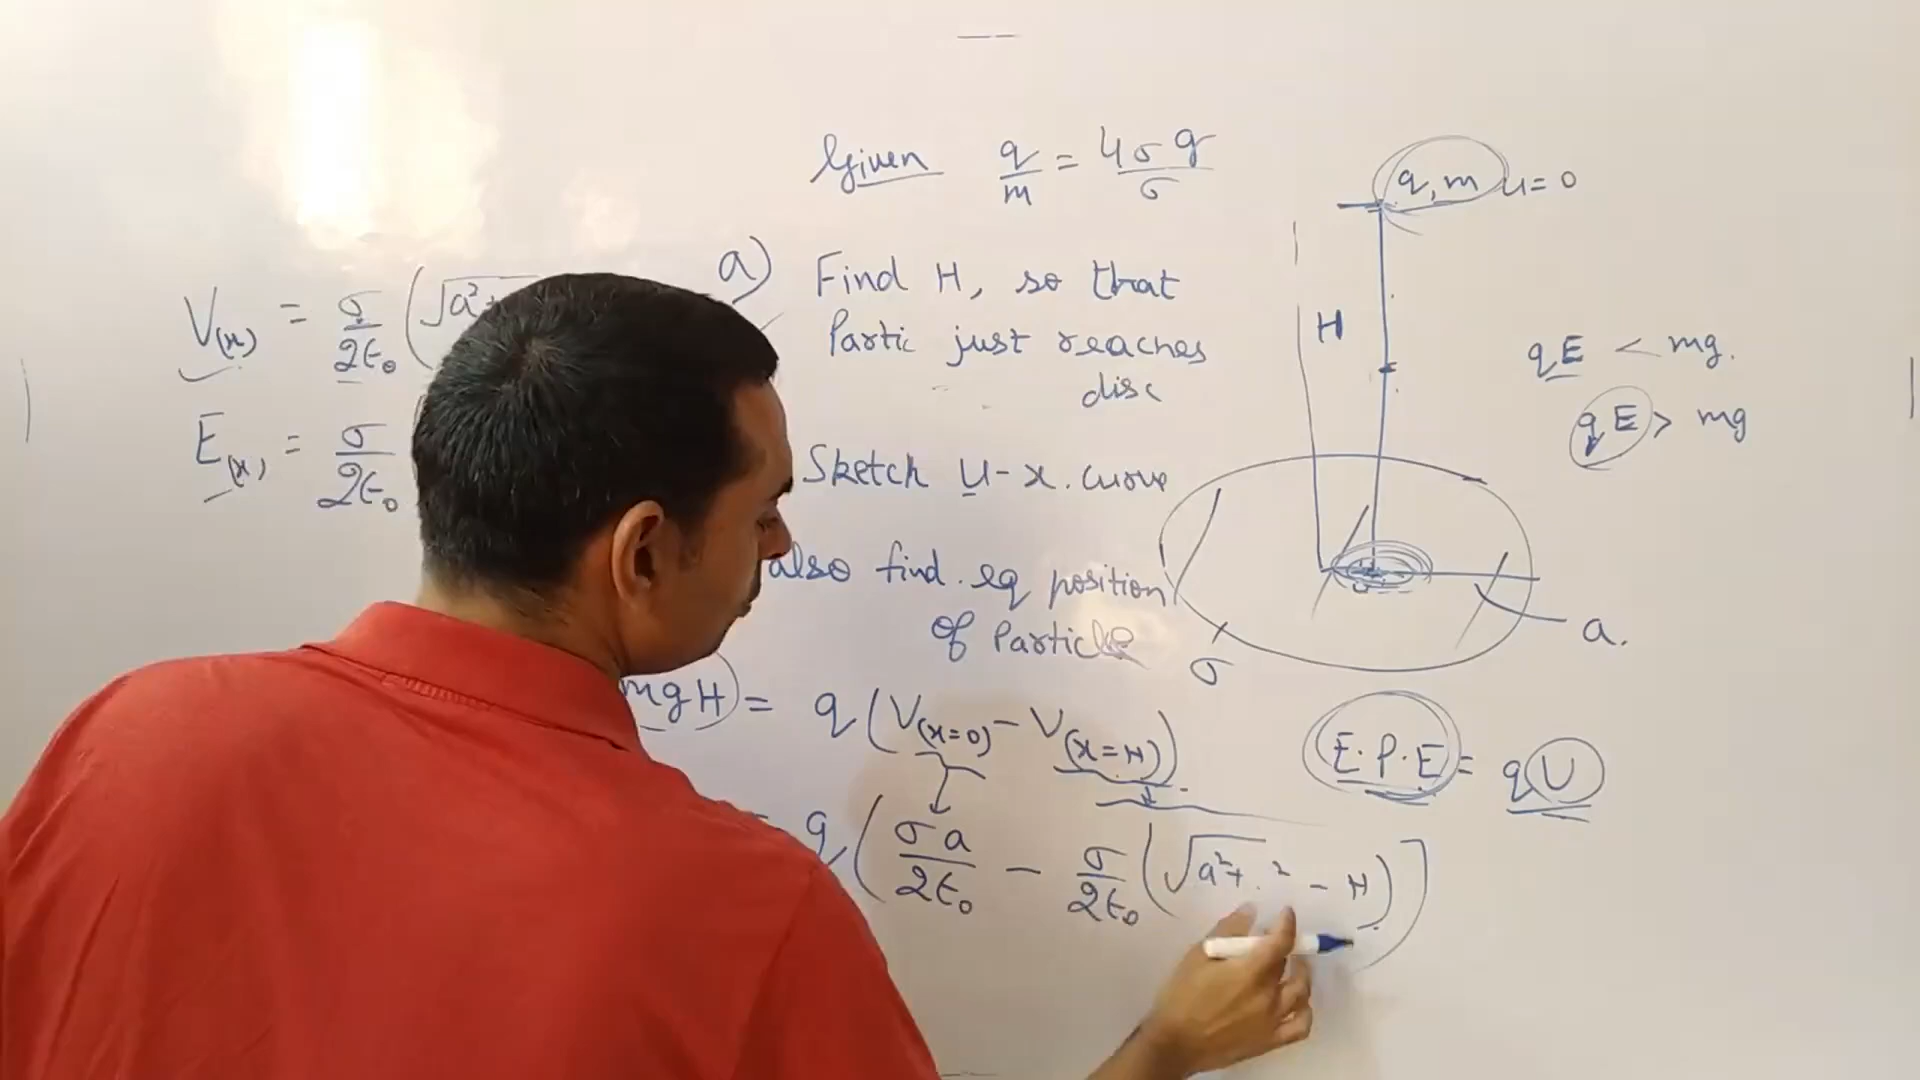 Given q/m = 4σg/σ
q, m u=0
a) Find H, so that
Partic just reaches
disc
Sketch U-x. curve
also find. eq position
of Particle
V(x) = σ/2ϵ₀ (√a²+
E(x) = σ/2ϵ₀
H
qE < mg.
qE > mg
a.
σ
mgH = q(V(x=0) - V(x=H))
E.P.E = qU
q(σa/2ϵ₀ - σ/2ϵ₀ (√a²+ ² - H)]